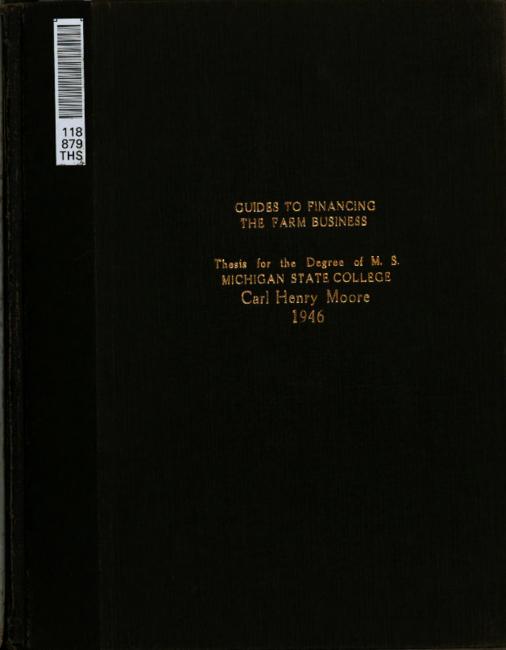 118
879
THS
GUIDES TO FINANCING
THE FARM BUSINESS
Thesis for the Degree of M. S.
MICHIGAN STATE COLLEGE
Carl Henry Moore
1946